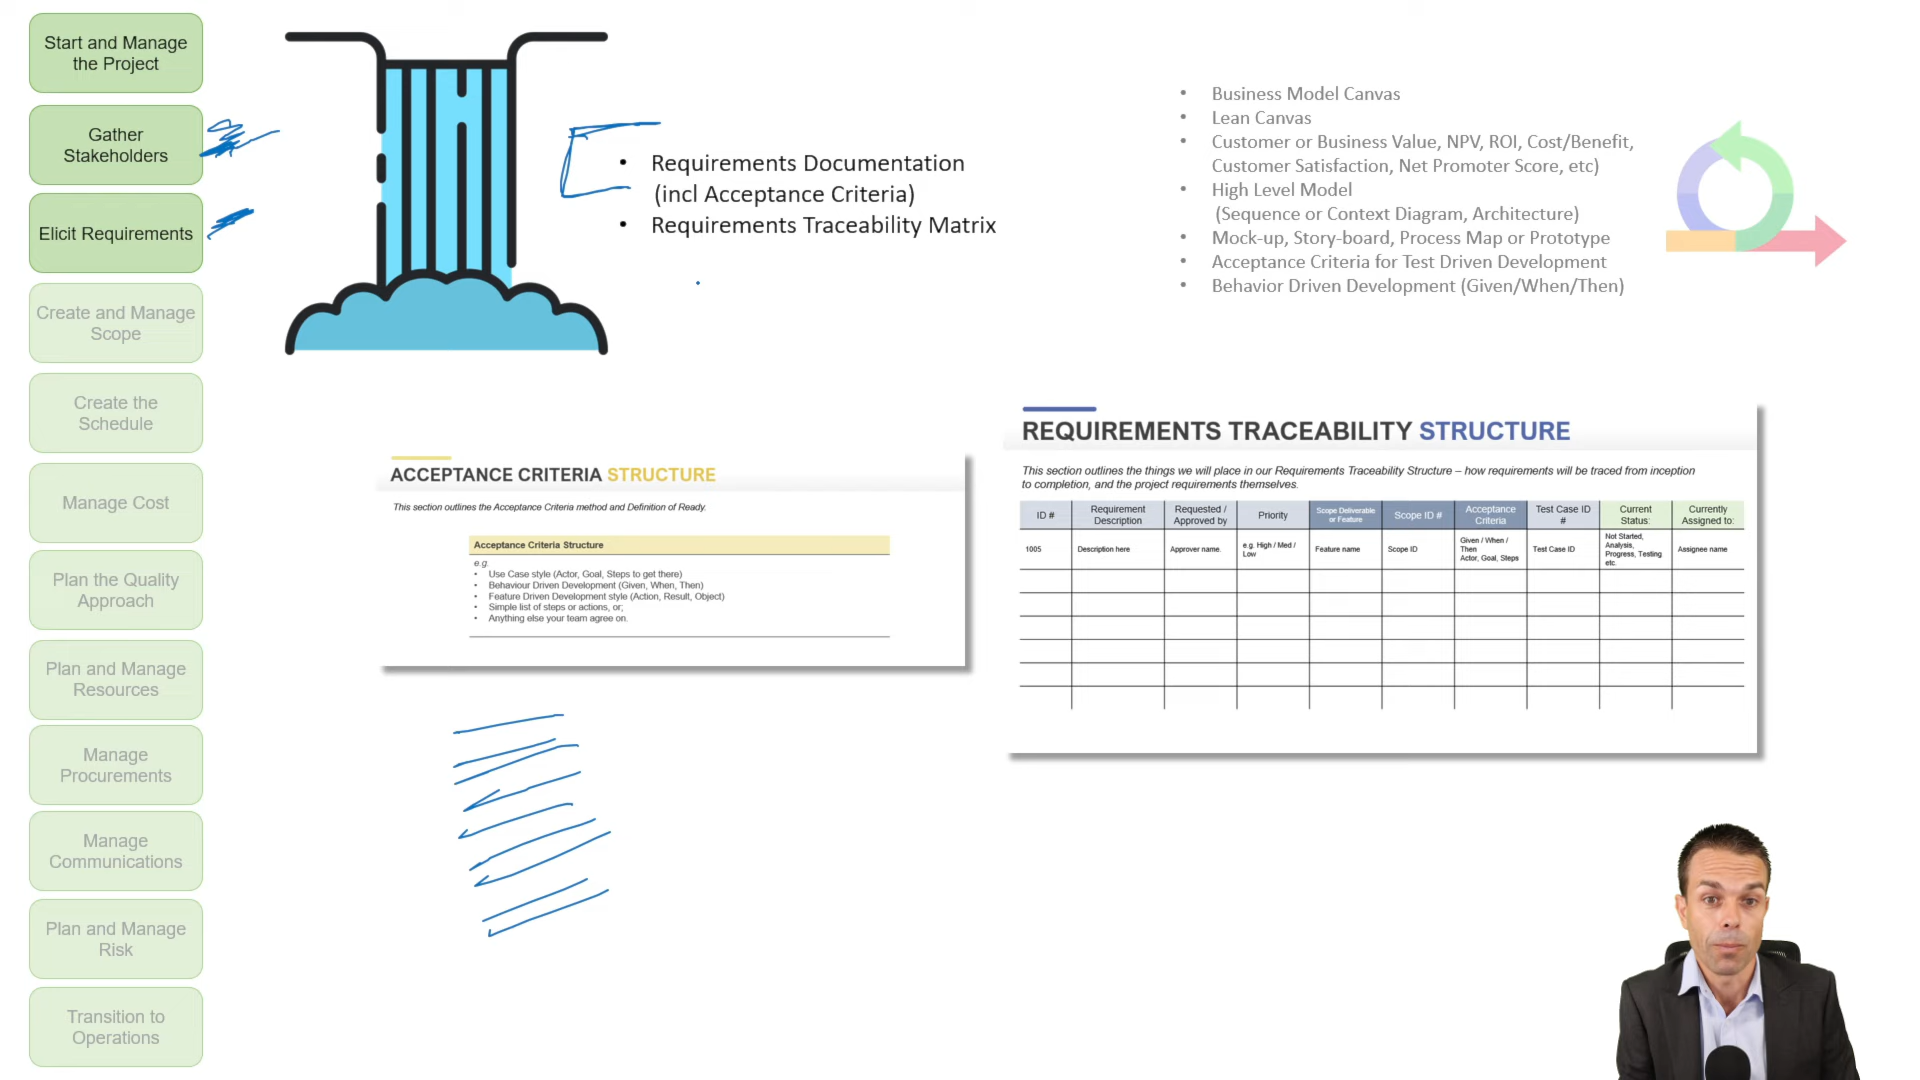 Start and Manage
the Project
Gather
Stakeholders
Elicit Requirements
Create and Manage
Scope
Create the
Schedule
Manage Cost
Plan the Quality
Approach
Plan and Manage
Resources
Manage
Procurements
Manage
Communications
Plan and Manage
Risk
Transition to
Operations
• Requirements Documentation
(incl Acceptance Criteria)
• Requirements Traceability Matrix
• Business Model Canvas
• Lean Canvas
• Customer or Business Value, NPV, ROI, Cost/Benefit,
Customer Satisfaction, Net Promoter Score, etc)
• High Level Model
(Sequence or Context Diagram, Architecture)
• Mock-up, Story-board, Process Map or Prototype
• Acceptance Criteria for Test Driven Development
• Behavior Driven Development (Given/When/Then)
ACCEPTANCE CRITERIA STRUCTURE
This section outlines the Acceptance Criteria method and Definition of Ready.
Acceptance Criteria Structure
e.g.
• Use Case style (Actor, Goal, Steps to get there)
• Behaviour Driven Development (Given, When, Then)
• Feature Driven Development style (Action, Result, Object)
• Simple list of steps or actions, or;
• Anything else your team agree on.
REQUIREMENTS TRACEABILITY STRUCTURE
This section outlines the things we will place in our Requirements Traceability Structure – how requirements will be traced from inception
to completion, and the project requirements themselves.
ID #
Requirement
Description
Requested /
Approved by
Priority
Scope Deliverable
or Feature
Scope ID #
Acceptance
Criteria
Test Case ID
#
Current
Status:
Currently
Assigned to:
1005
Description here
Approver name.
e.g. High / Med /
Low
Feature name
Scope ID
Given / When /
Then
Actor, Goal, Steps
Test Case ID
Not Started,
Analysis,
Progress, Testing
etc.
Assignee name